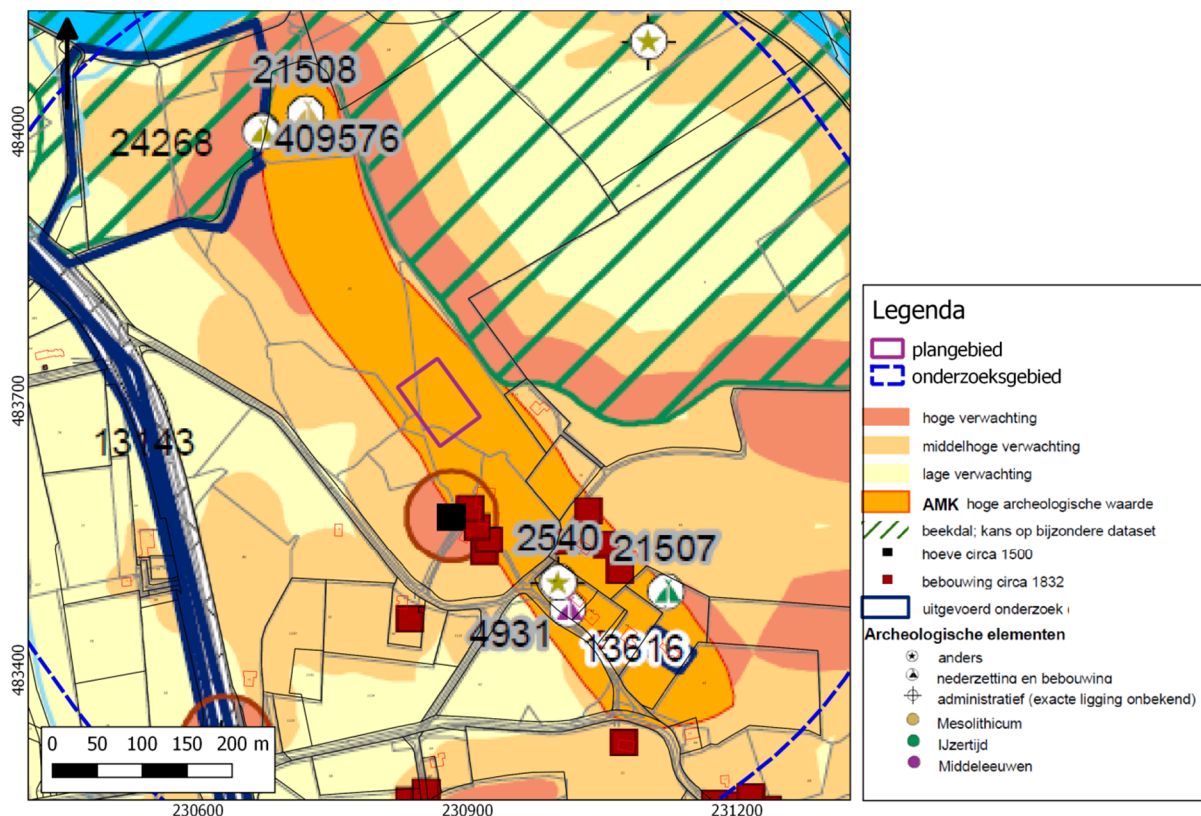 21508
409576
24268
13143
2540
21507
4931
13616
484000
483700
483400
230600
230900
231200
0 50 100 150 200 m
Legenda
plangebied
onderzoeksgebied
hoge verwachting
middelhoge verwachting
lage verwachting
AMK hoge archeologische waarde
beekdal; kans op bijzondere dataset
hoeve circa 1500
bebouwing circa 1832
uitgevoerd onderzoek (
Archeologische elementen
anders
nederzetting en bebouwing
administratief (exacte ligging onbekend)
Mesolithicum
IJzertijd
Middeleeuwen